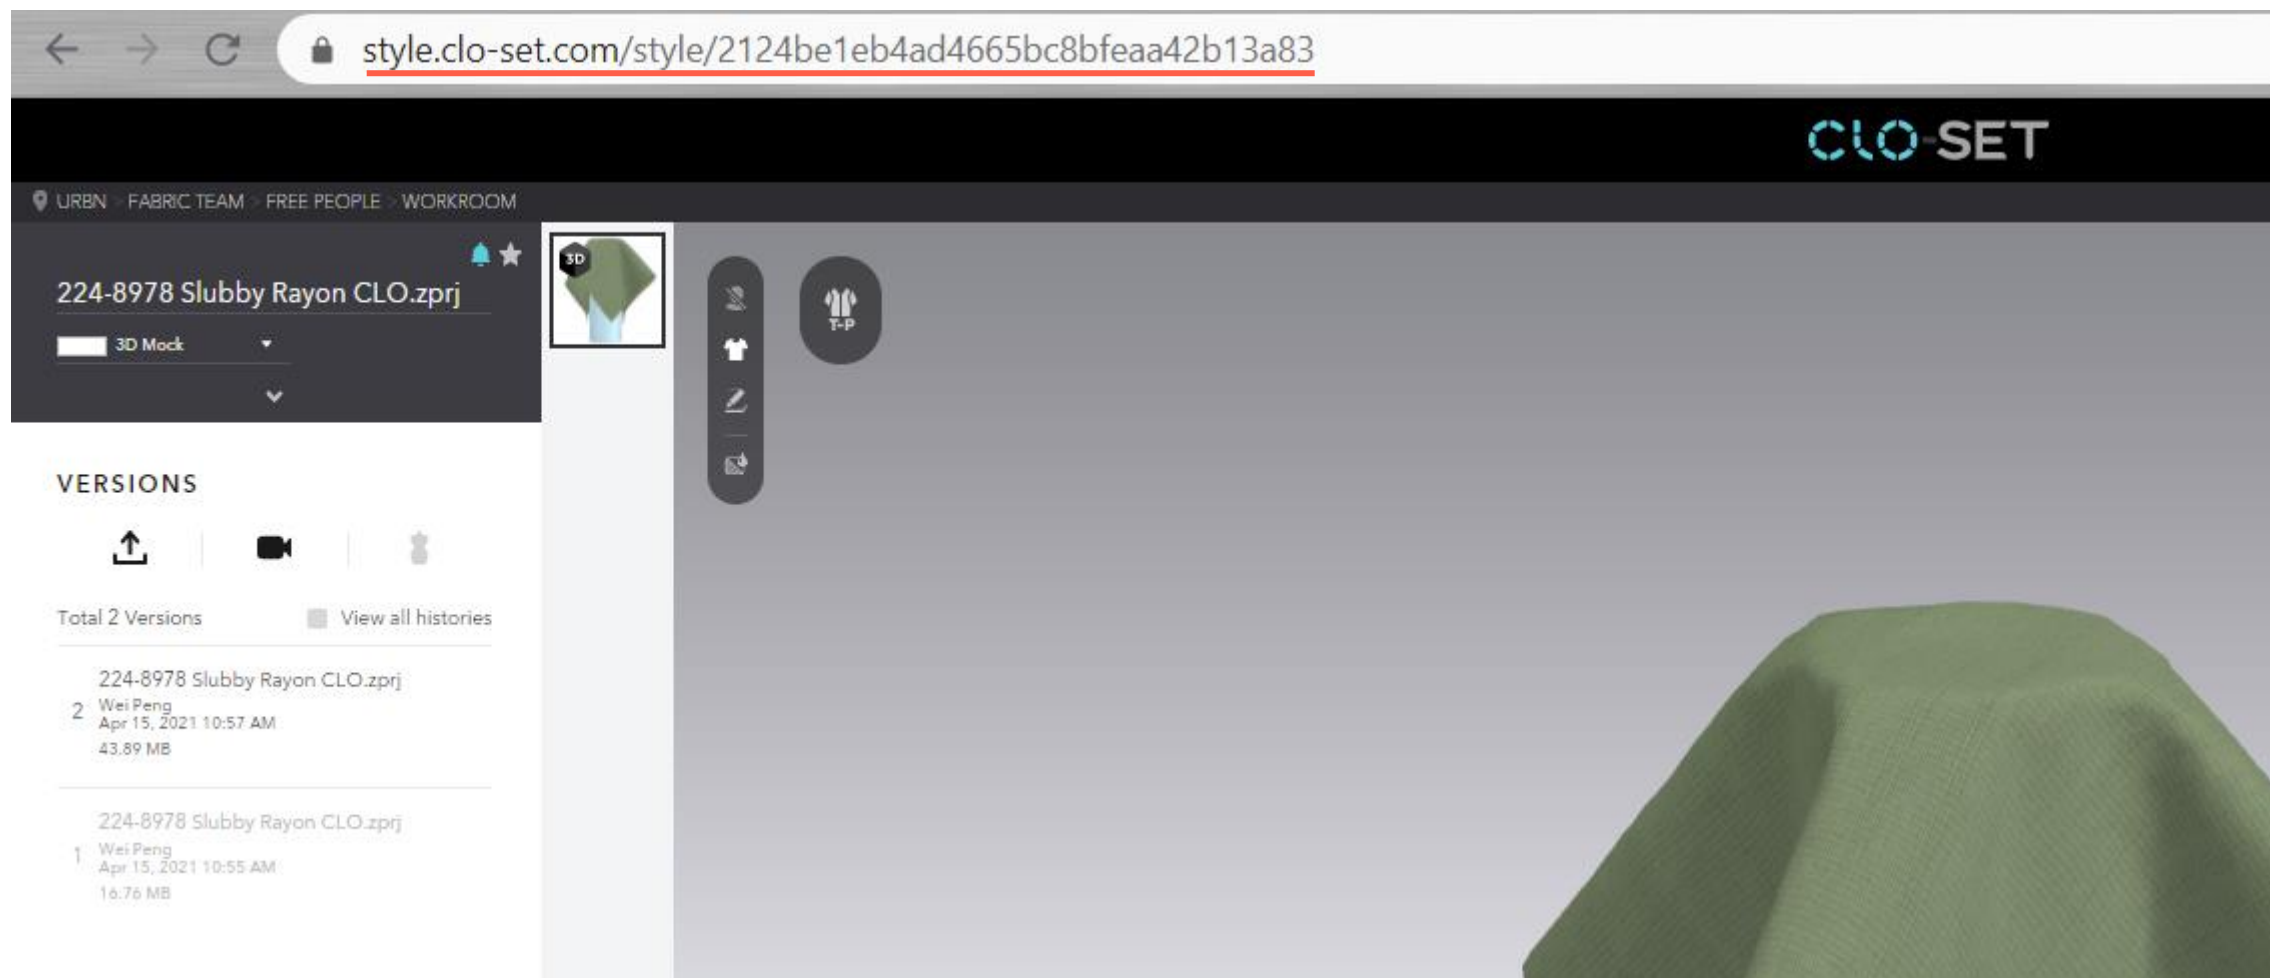 style.clo-set.com/style/2124be1eb4ad4665bc8bfeaa42b13a83
CLO-SET
URBN > FABRIC TEAM > FREE PEOPLE > WORKROOM
224-8978 Slubby Rayon CLO.zprj
3D Mock
3D
T-P
VERSIONS
Total 2 Versions
View all histories
224-8978 Slubby Rayon CLO.zprj
2
Wei Peng
Apr 15, 2021 10:57 AM
43.89 MB
224-8978 Slubby Rayon CLO.zprj
1
Wei Peng
Apr 15, 2021 10:55 AM
16.76 MB